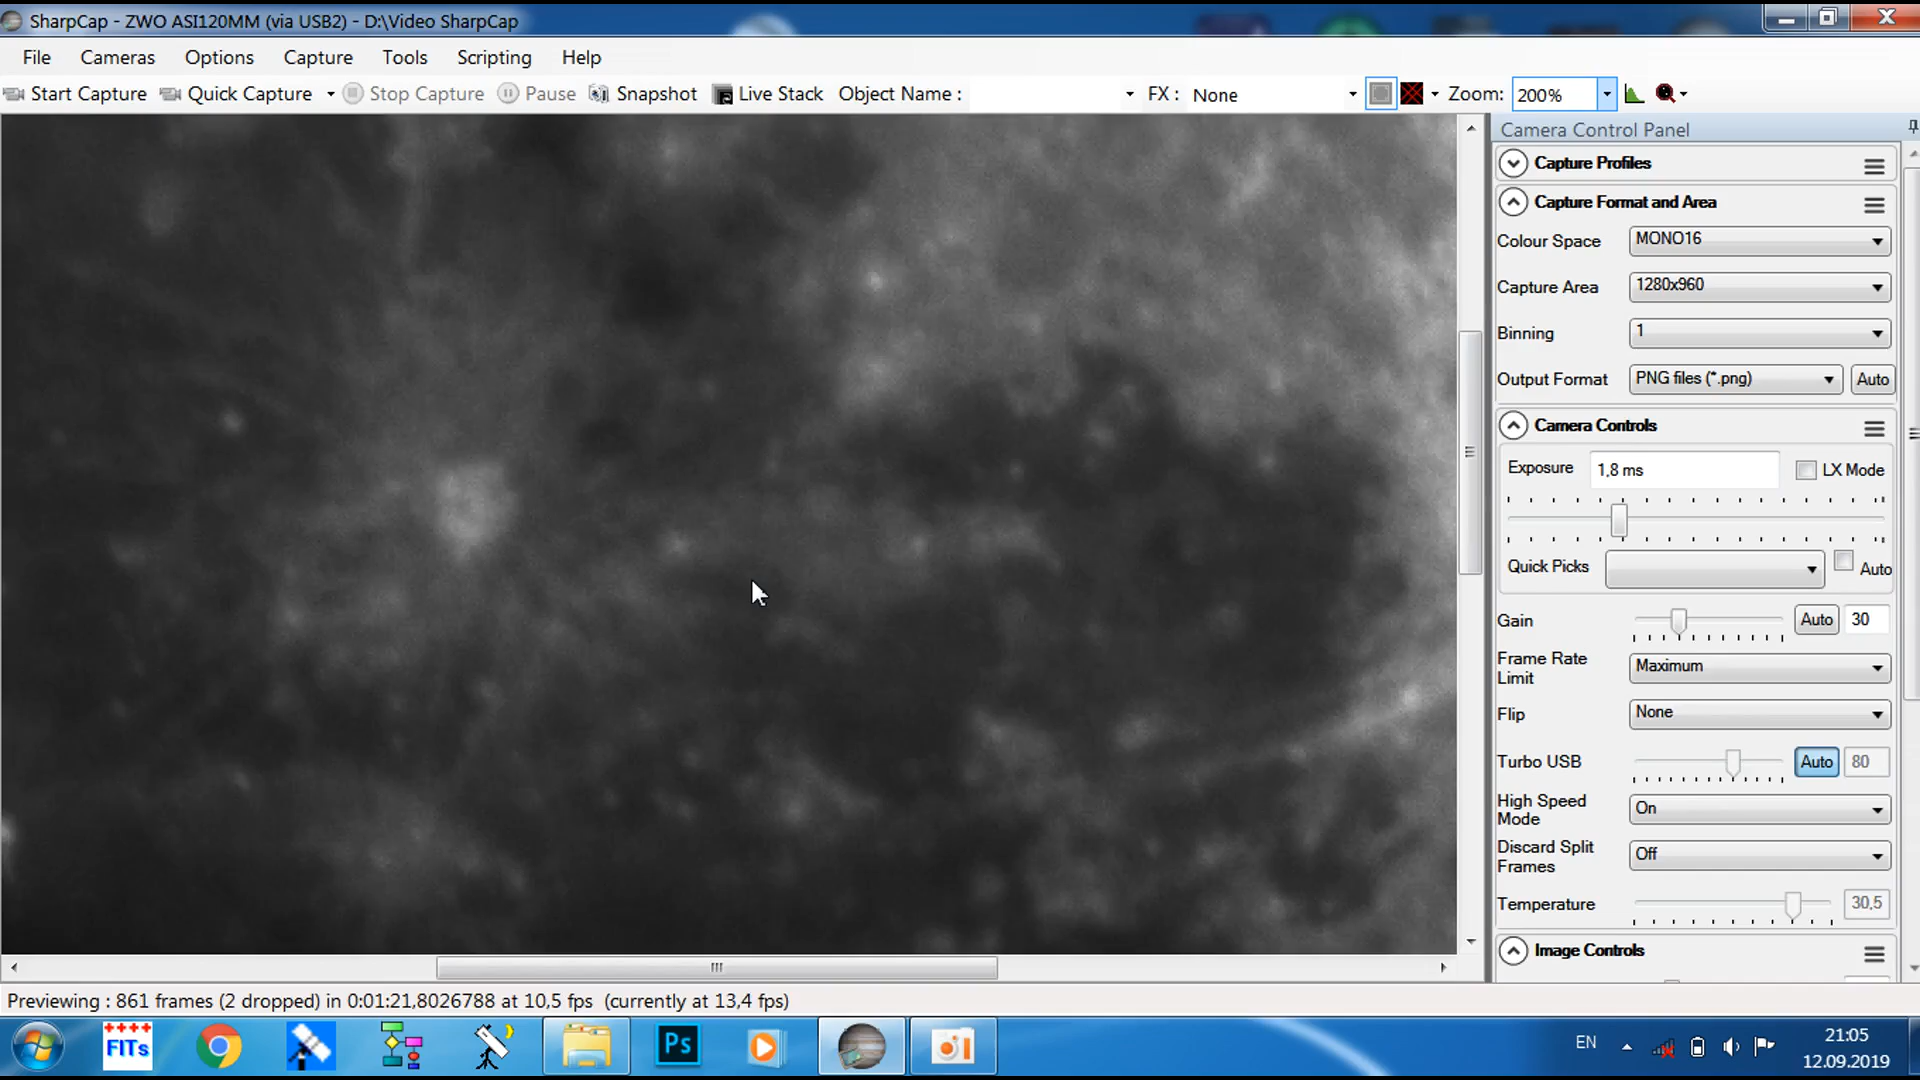 SharpCap - ZWO ASI120MM (via USB2) - D:\Video SharpCap
File Cameras Options Capture Tools Scripting Help
Start Capture Quick Capture Stop Capture Pause Snapshot Live Stack Object Name : FX : None Zoom: 200%
Camera Control Panel
Capture Profiles
Capture Format and Area
Colour Space MONO16
Capture Area 1280x960
Binning 1
Output Format PNG files (*.png) Auto
Camera Controls
Exposure 1,8 ms LX Mode
Quick Picks Auto
Gain Auto 30
Frame Rate
Limit
Maximum
Flip None
Turbo USB Auto 80
High Speed
Mode
On
Discard Split
Frames
Off
Temperature 30,5
Image Controls
Previewing : 861 frames (2 dropped) in 0:01:21,8026788 at 10,5 fps (currently at 13,4 fps)
FITs
Ps
EN
21:05
12.09.2019